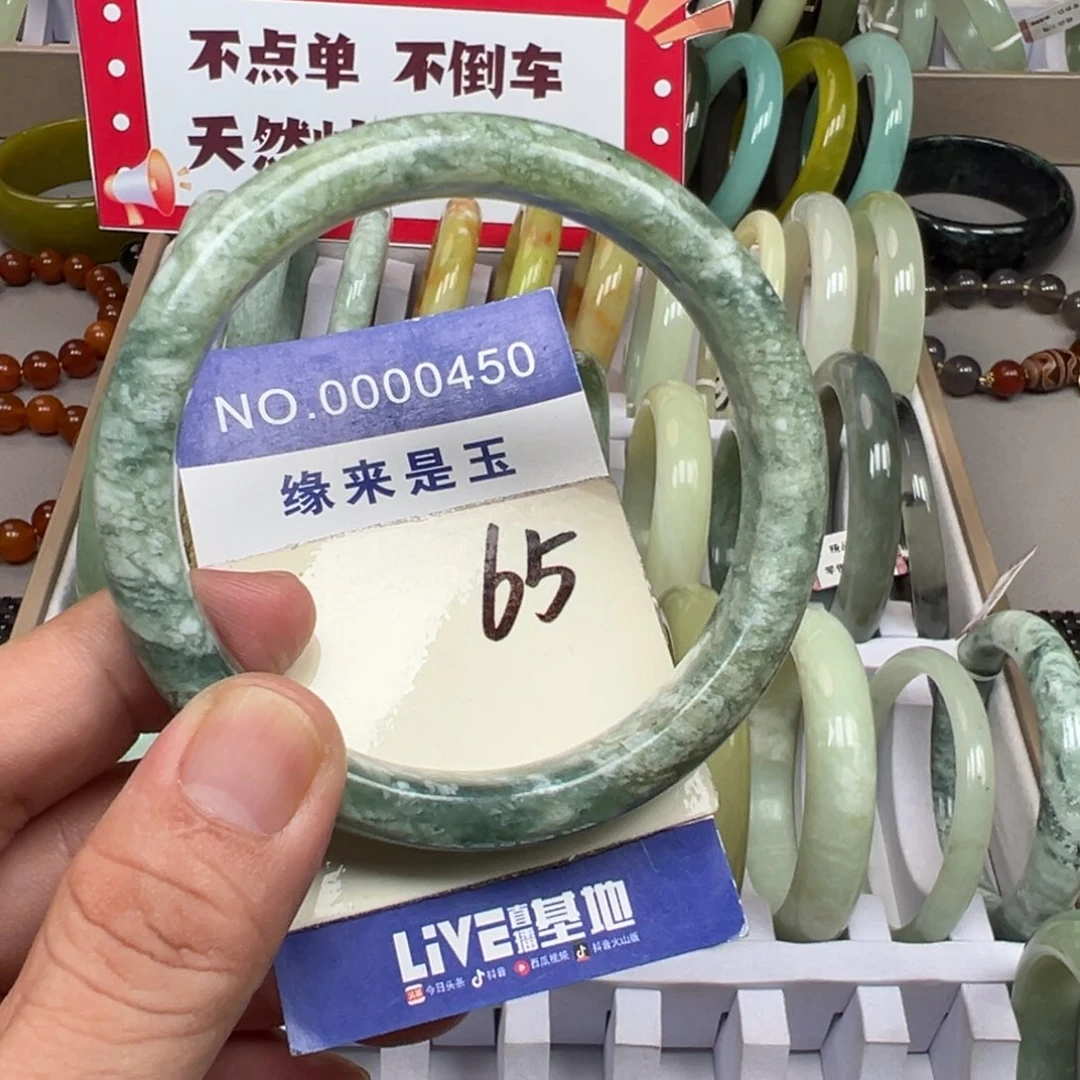 不点单 不倒车
天然
NO.0000450
缘来是玉
65
LiVE直播基地
今日头条 抖音 西瓜视频 抖音火山版